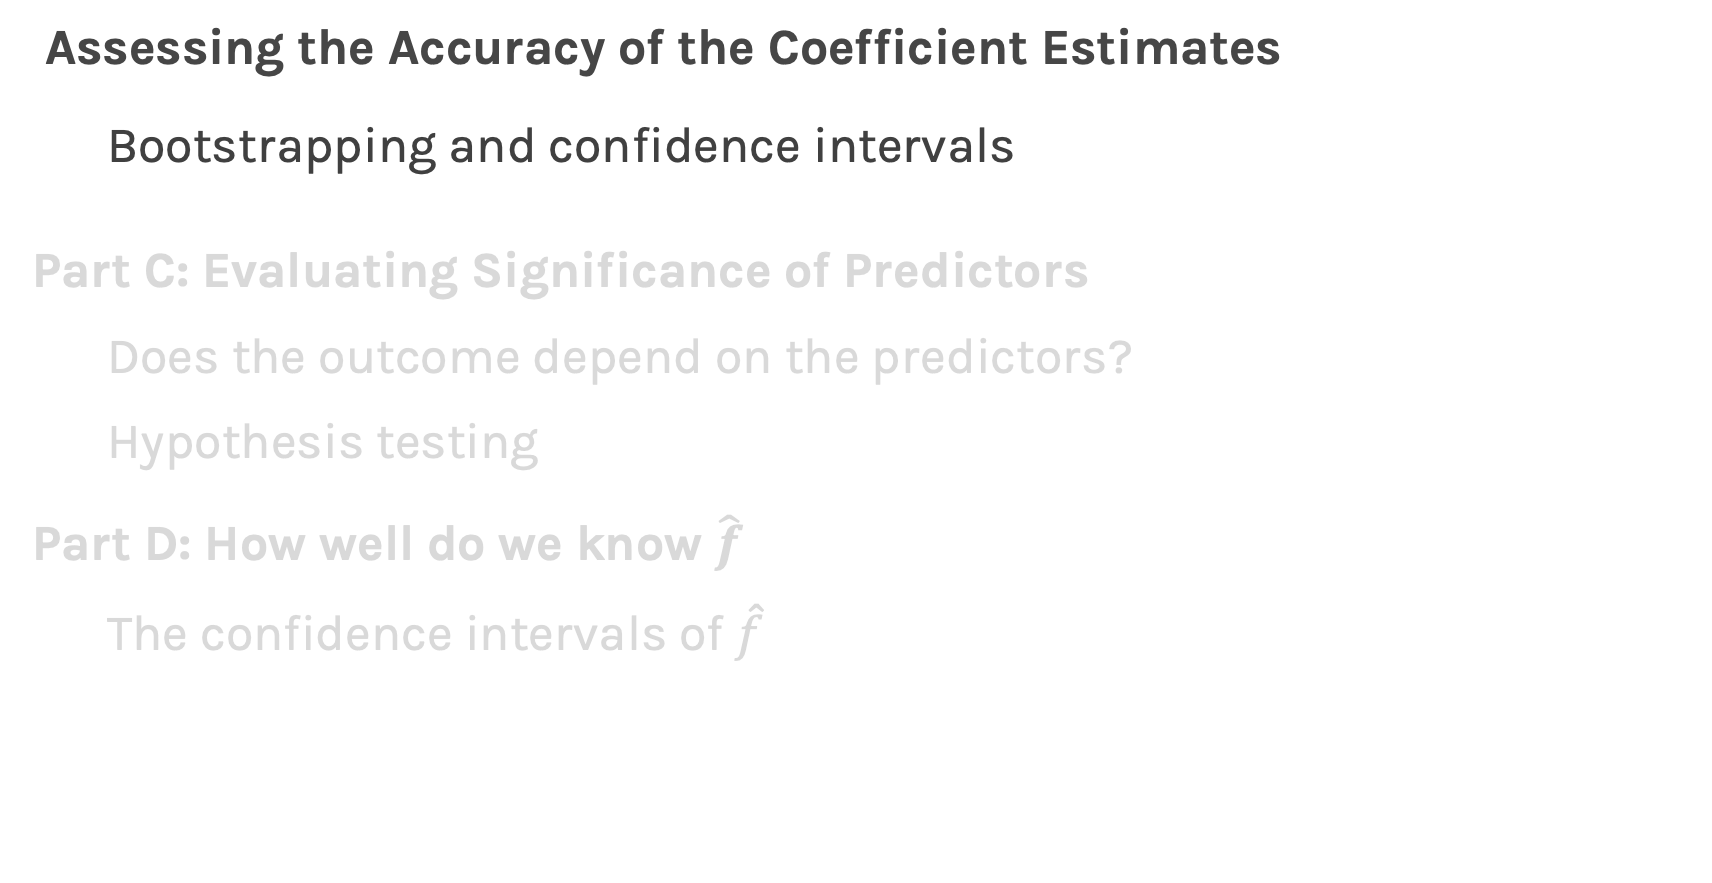 Assessing the Accuracy of the Coefficient Estimates
Bootstrapping and confidence intervals
Part C: Evaluating Significance of Predictors
Does the outcome depend on the predictors?
Hypothesis testing
Part D: How well do we know f̂
The confidence intervals of f̂